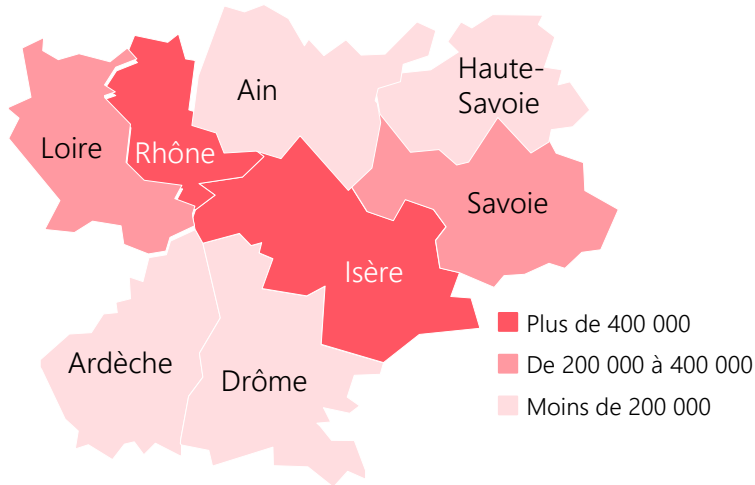 Haute-
Savoie
Ain
Loire
Rhône
Savoie
Isère
Ardèche
Drôme
Plus de 400 000
De 200 000 à 400 000
Moins de 200 000